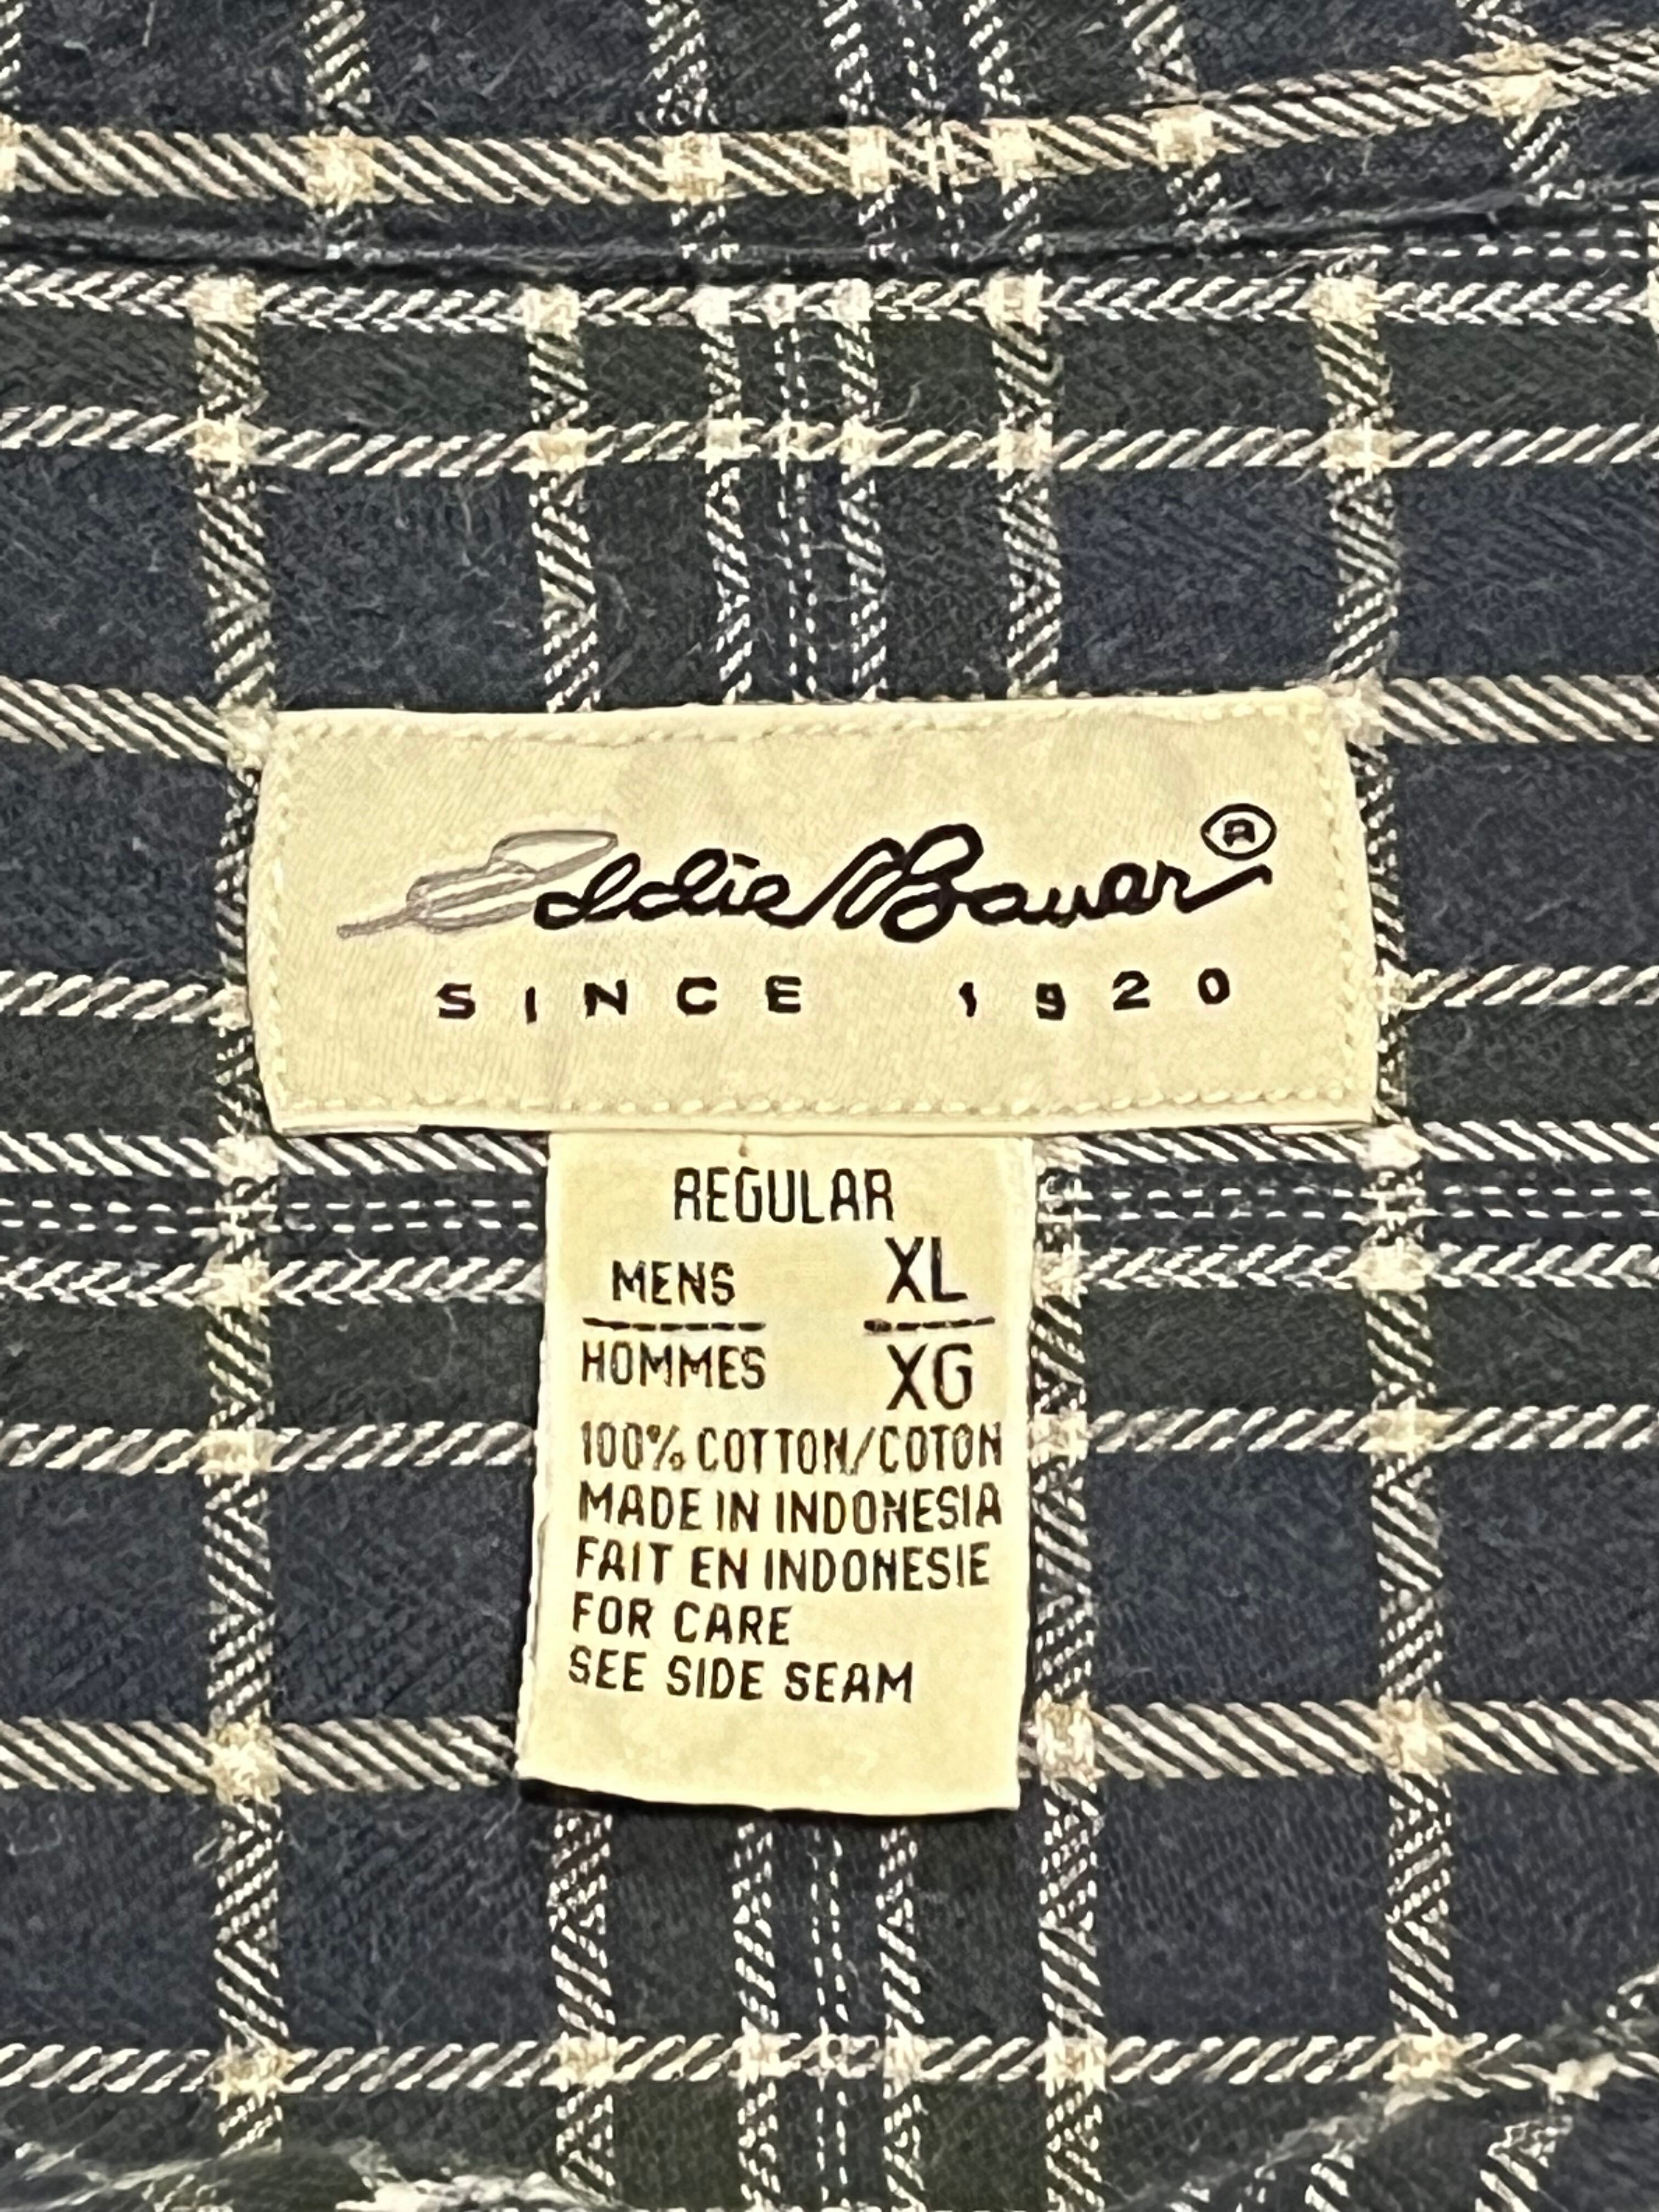 Eddie Bauer®
SINCE 1920
REGULAR
MENS XL
HOMMES XG
100% COTTON/COTON
MADE IN INDONESIA
FAIT EN INDONESIE
FOR CARE
SEE SIDE SEAM